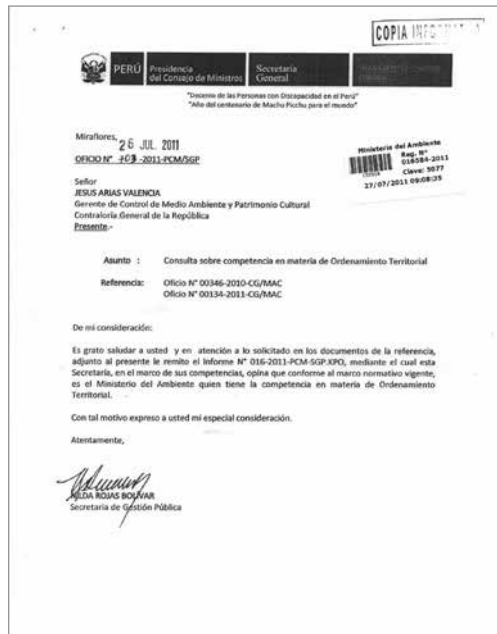 COPIA
PERÚ
Presidencia
del Consejo de Ministros
Secretaría
General
"Decenio de las Personas con Discapacidad en el Perú"
"Año del centenario de Machu Picchu para el mundo"
Miraflores, 26 JUL. 2011
OFICIO N° -2011-PCM/SGP
Ministerio del Ambiente
Reg. N°
016584-2011
Clave: 5077
27/07/2011 09:08:35
Señor
JESUS ARIAS VALENCIA
Gerente de Control de Medio Ambiente y Patrimonio Cultural
Contraloría General de la República
Presente.-
Asunto : Consulta sobre competencia en materia de Ordenamiento Territorial
Referencia: Oficio N° 00346-2010-CG/MAC
Oficio N° 00134-2011-CG/MAC
De mi consideración:
Es grato saludar a usted y en atención a lo solicitado en los documentos de la referencia,
adjunto al presente le remito el Informe N° 016-2011-PCM-SGP.KPO, mediante el cual esta
Secretaría, en el marco de sus competencias, opina que conforme al marco normativo vigente,
es el Ministerio del Ambiente quien tiene la competencia en materia de Ordenamiento
Territorial.
Con tal motivo expreso a usted mi especial consideración.
Atentamente,
NILDA ROJAS BOLÍVAR
Secretaria de Gestión Pública